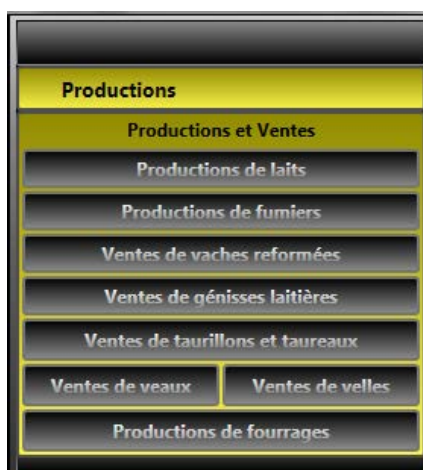 Productions
Productions et Ventes
Productions de laits
Productions de fumiers
Ventes de vaches reformées
Ventes de génisses laitières
Ventes de taurillons et taureaux
Ventes de veaux Ventes de velles
Productions de fourrages